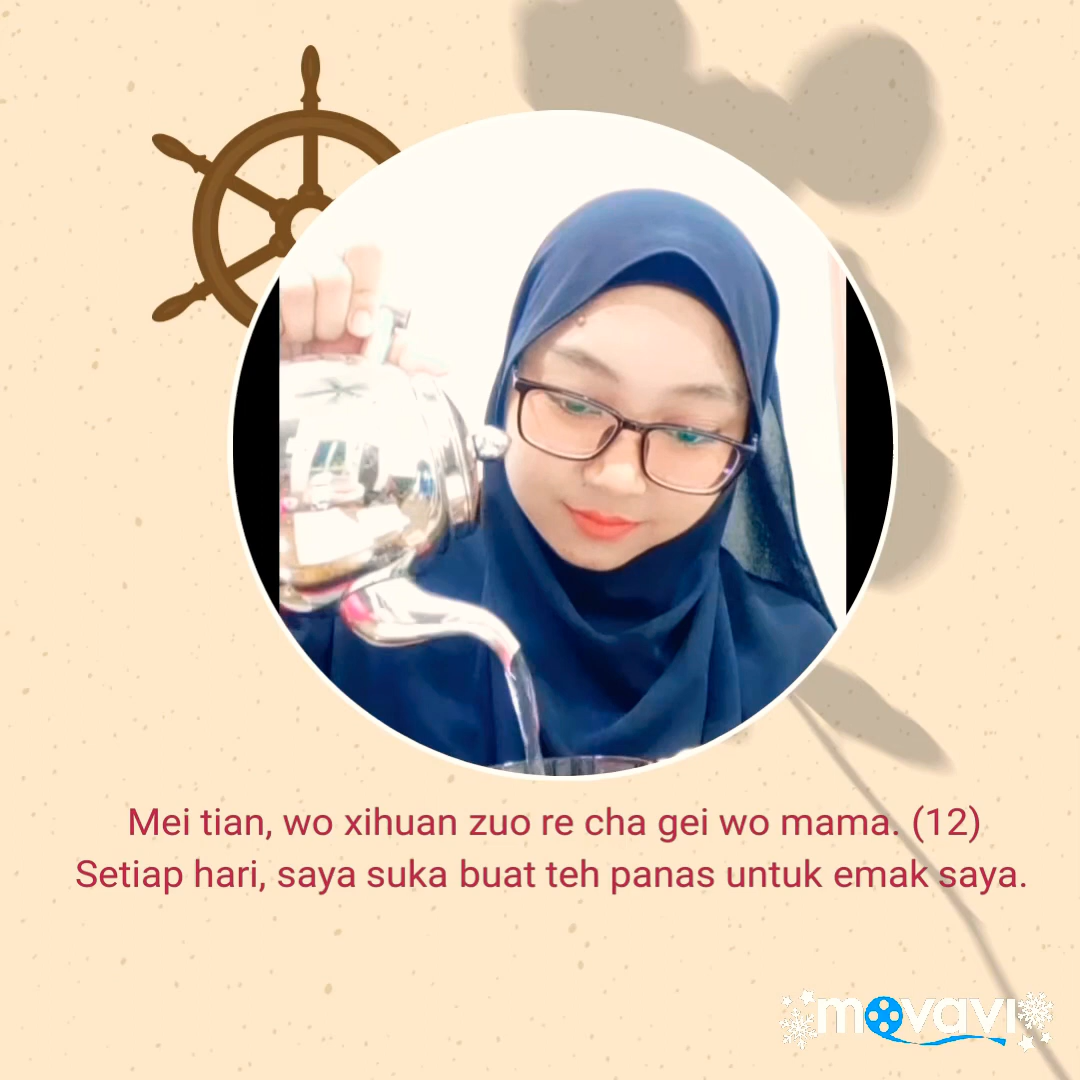 Mei tian, wo xihuan zuo re cha gei wo mama. (12)
Setiap hari, saya suka buat teh panas untuk emak saya.
movavi